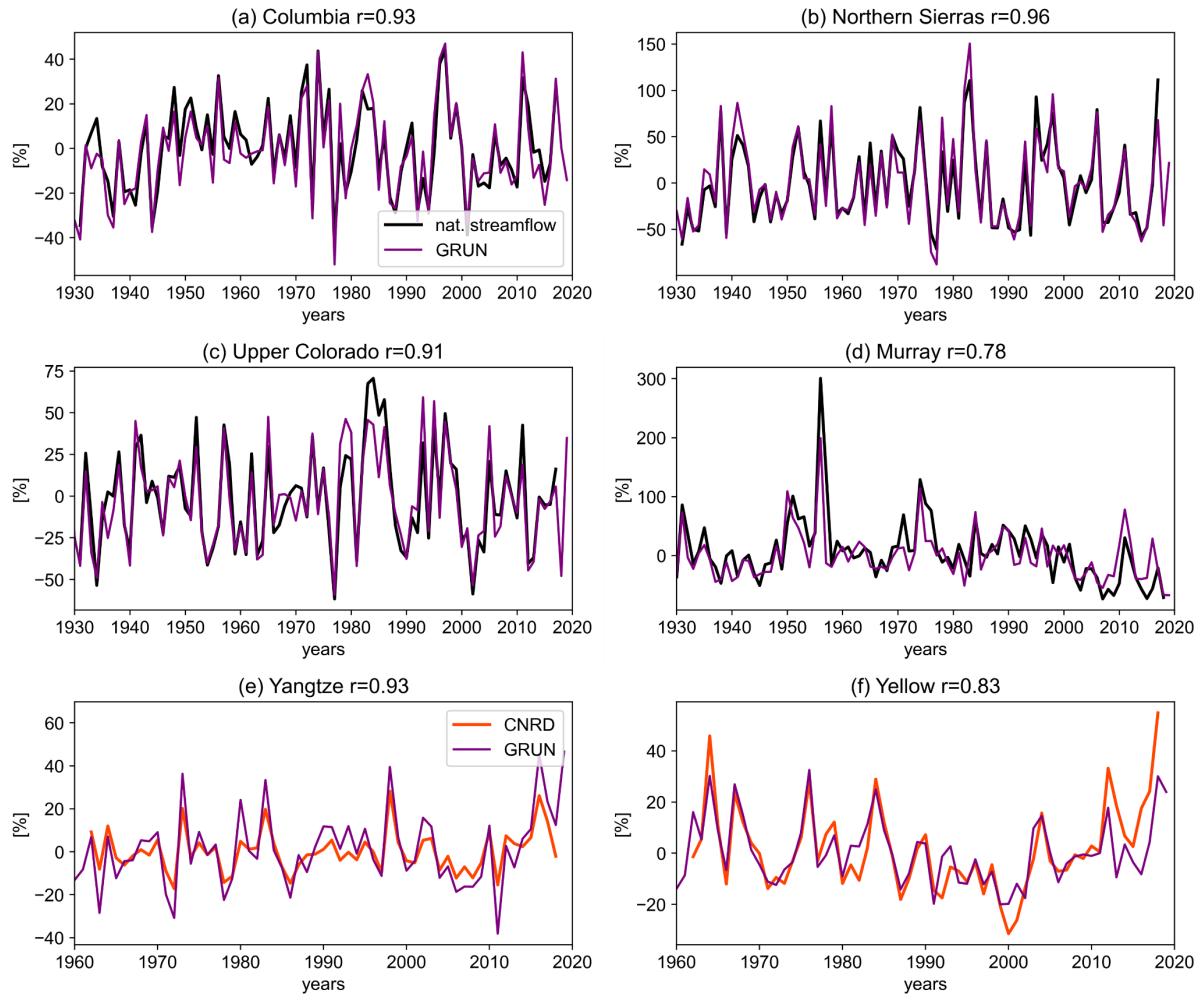 (a) Columbia r=0.93
[%]
40
20
0
−20
−40
nat. streamflow
GRUN
1930 1940 1950 1960 1970 1980 1990 2000 2010 2020
years
(b) Northern Sierras r=0.96
[%]
150
100
50
0
−50
1930 1940 1950 1960 1970 1980 1990 2000 2010 2020
years
(c) Upper Colorado r=0.91
[%]
75
50
25
0
−25
−50
1930 1940 1950 1960 1970 1980 1990 2000 2010 2020
years
(d) Murray r=0.78
[%]
300
200
100
0
1930 1940 1950 1960 1970 1980 1990 2000 2010 2020
years
(e) Yangtze r=0.93
[%]
60
40
20
0
−20
−40
CNRD
GRUN
1960 1970 1980 1990 2000 2010 2020
years
(f) Yellow r=0.83
[%]
40
20
0
−20
1960 1970 1980 1990 2000 2010 2020
years